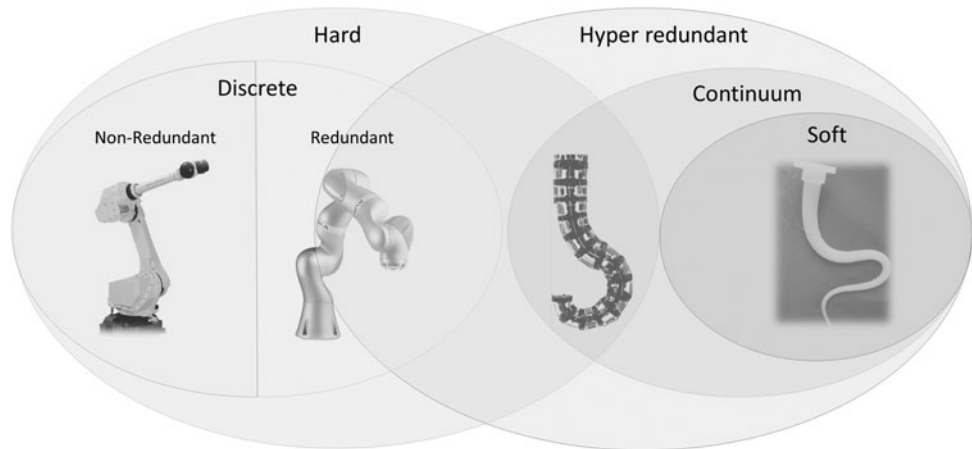 Hard
Hyper redundant
Discrete
Continuum
Non-Redundant
Redundant
Soft